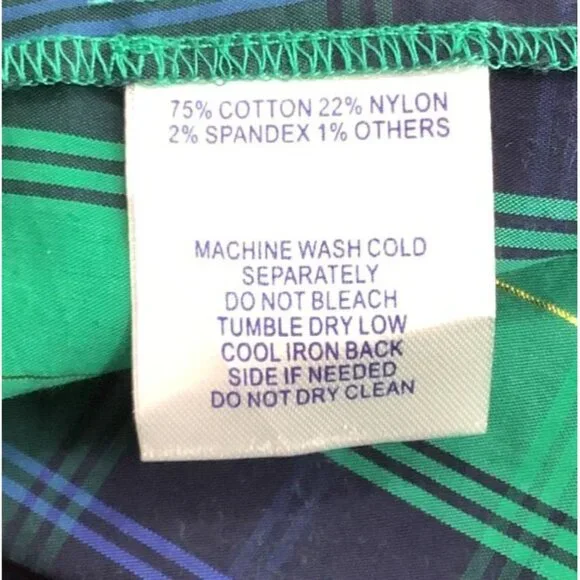 75% COTTON 22% NYLON
2% SPANDEX 1% OTHERS
MACHINE WASH COLD
SEPARATELY
DO NOT BLEACH
TUMBLE DRY LOW
COOL IRON BACK
SIDE IF NEEDED
DO NOT DRY CLEAN